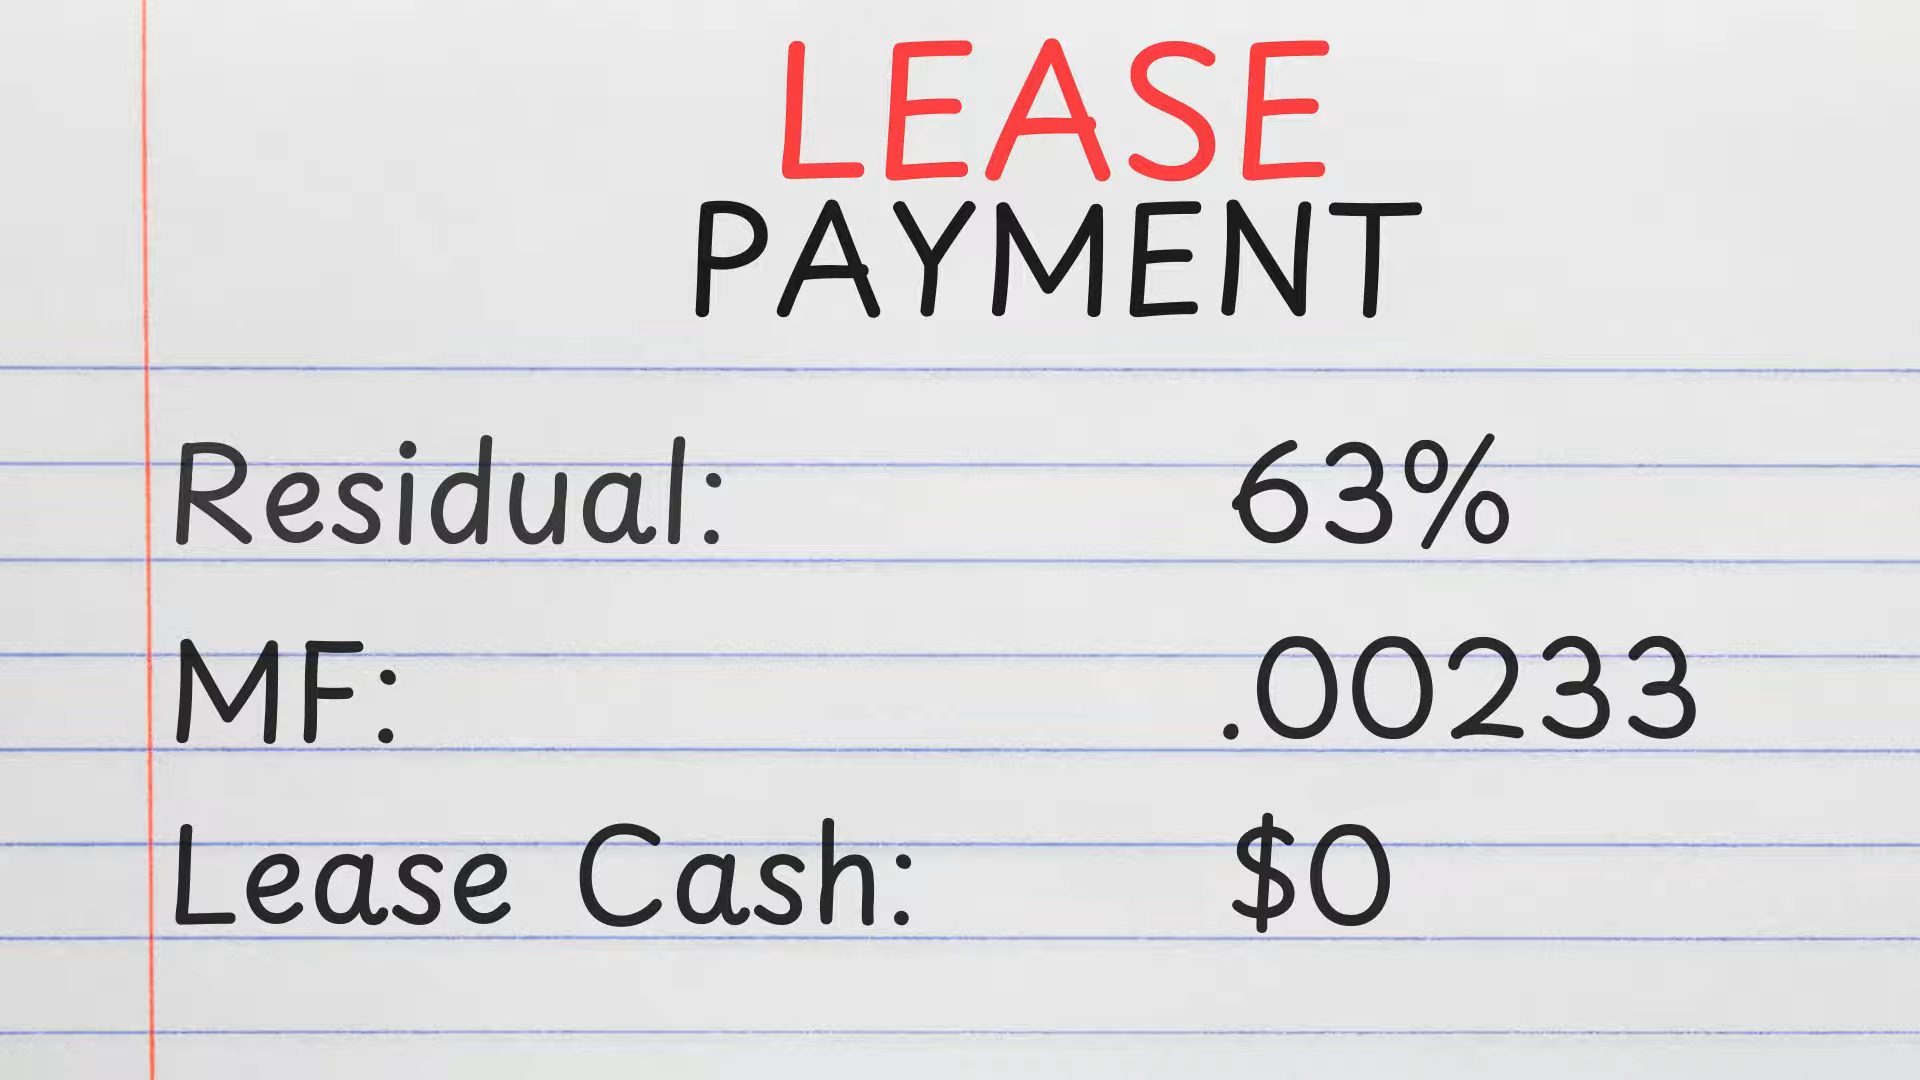 LEASE
PAYMENT
Residual: 63%
MF: .00233
Lease Cash: $0